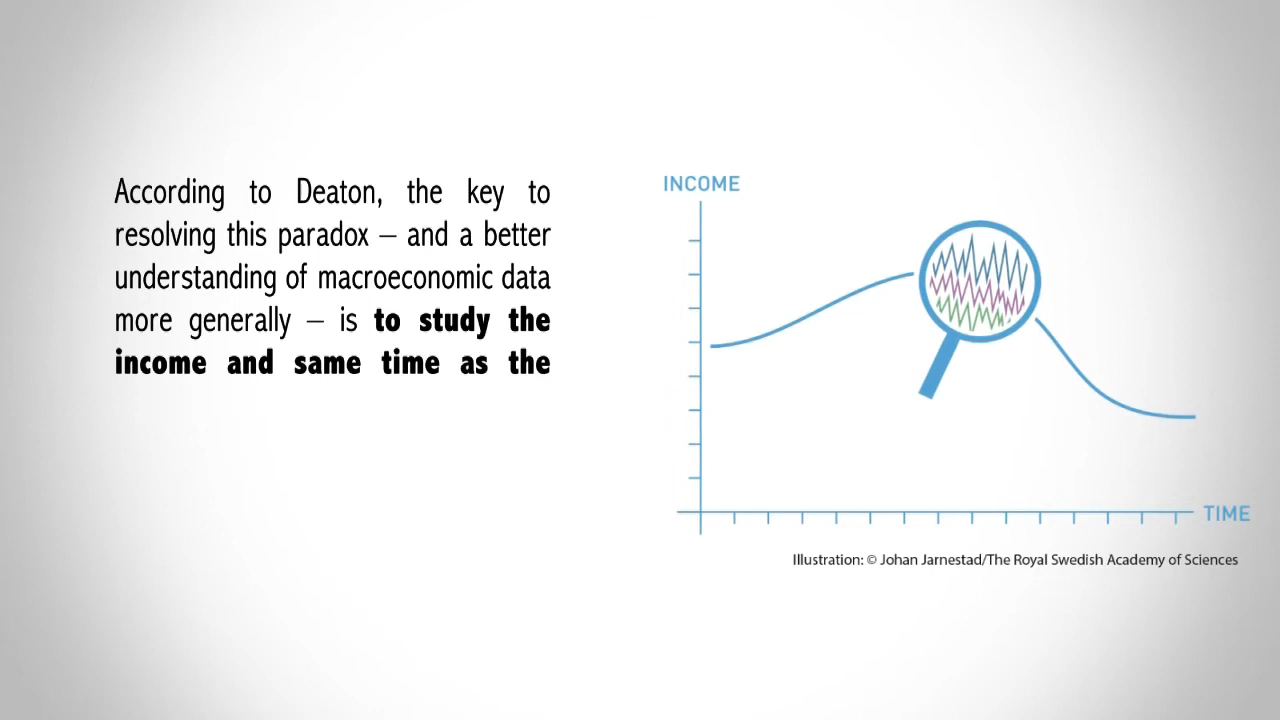 According to Deaton, the key to
resolving this paradox – and a better
understanding of macroeconomic data
more generally – is to study the
income and same time as the
INCOME
TIME
Illustration: © Johan Jarnestad/The Royal Swedish Academy of Sciences